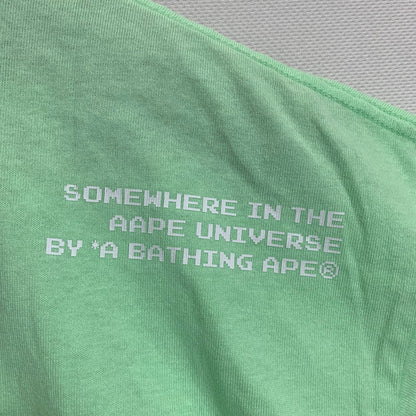 SOMEWHERE IN THE
AAPE UNIVERSE
BY *A BATHING APE®